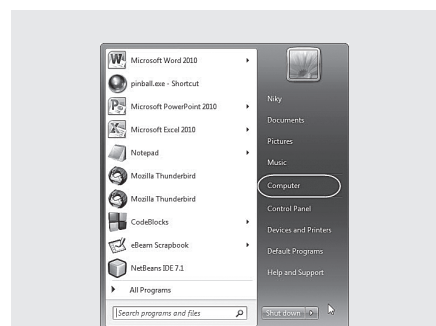 Microsoft Word 2010
pinball.exe - Shortcut
Microsoft PowerPoint 2010
Microsoft Excel 2010
Notepad
Mozilla Thunderbird
Mozilla Thunderbird
CodeBlocks
eBeam Scrapbook
NetBeans IDE 7.1
All Programs
Search programs and files
Niky
Documents
Pictures
Music
Computer
Control Panel
Devices and Printers
Default Programs
Help and Support
Shut down